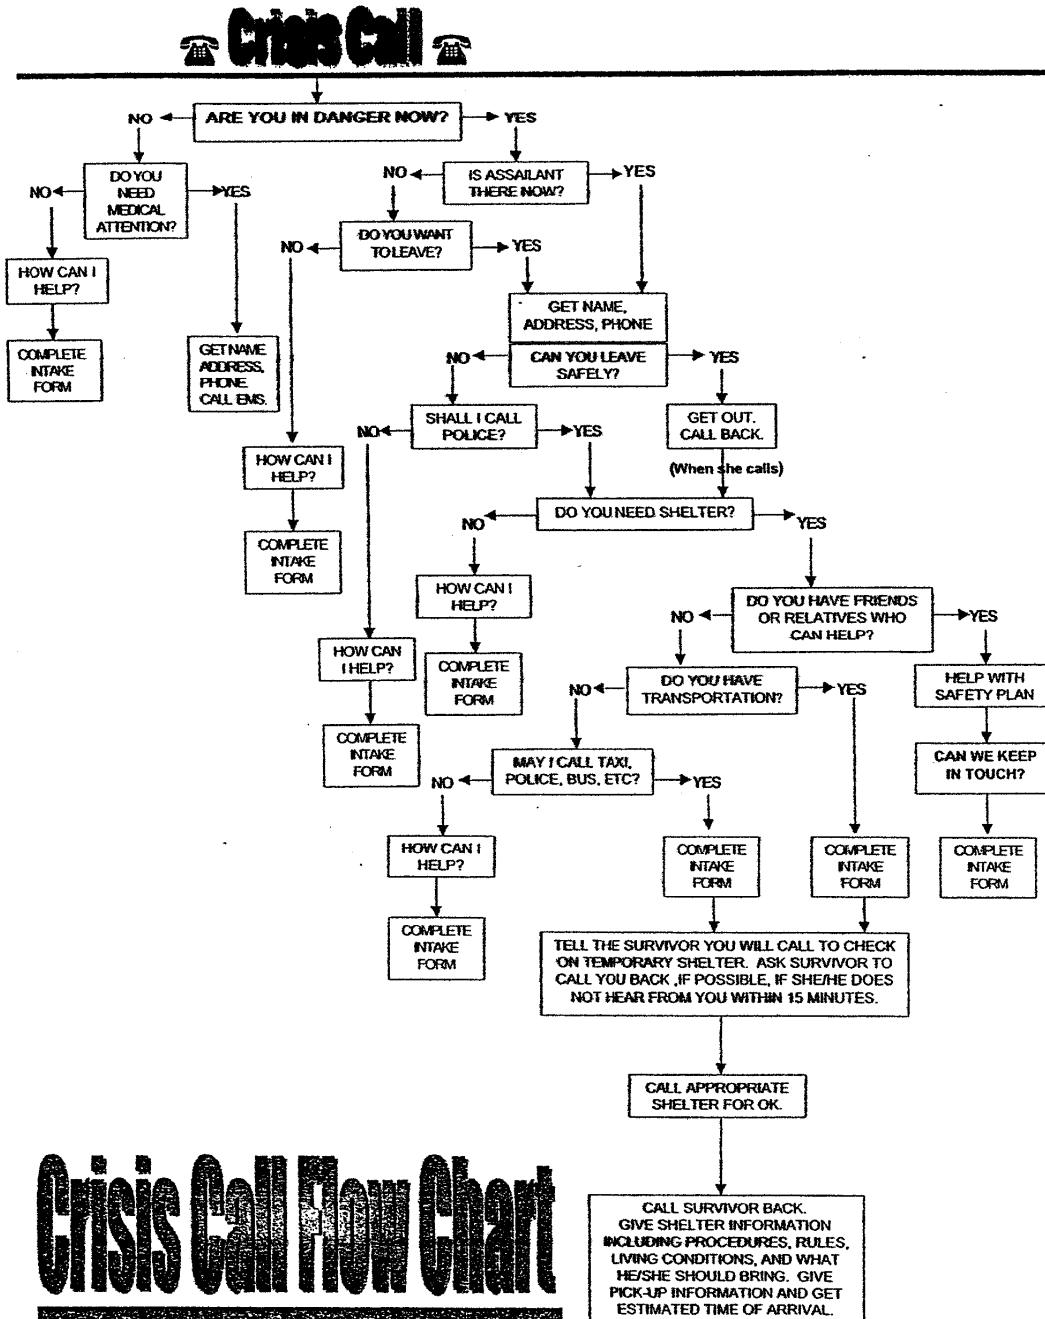 Crisis Call
ARE YOU IN DANGER NOW?
NO
YES
DO YOU
NEED
MEDICAL
ATTENTION?
NO
YES
IS ASSAILANT
THERE NOW?
NO
YES
DO YOU WANT
TO LEAVE?
NO
YES
HOW CAN I
HELP?
COMPLETE
INTAKE
FORM
GET NAME
ADDRESS,
PHONE
CALL EMS.
GET NAME,
ADDRESS, PHONE
CAN YOU LEAVE
SAFELY?
NO
YES
SHALL I CALL
POLICE?
NO
YES
GET OUT.
CALL BACK.
(When she calls)
HOW CAN I
HELP?
COMPLETE
INTAKE
FORM
DO YOU NEED SHELTER?
NO
YES
HOW CAN I
HELP?
COMPLETE
INTAKE
FORM
HOW CAN
I HELP?
COMPLETE
INTAKE
FORM
DO YOU HAVE FRIENDS
OR RELATIVES WHO
CAN HELP?
NO
YES
HELP WITH
SAFETY PLAN
CAN WE KEEP
IN TOUCH?
COMPLETE
INTAKE
FORM
DO YOU HAVE
TRANSPORTATION?
NO
YES
MAY I CALL TAXI,
POLICE, BUS, ETC?
NO
YES
HOW CAN I
HELP?
COMPLETE
INTAKE
FORM
COMPLETE
INTAKE
FORM
COMPLETE
INTAKE
FORM
TELL THE SURVIVOR YOU WILL CALL TO CHECK
ON TEMPORARY SHELTER. ASK SURVIVOR TO
CALL YOU BACK ,IF POSSIBLE, IF SHE/HE DOES
NOT HEAR FROM YOU WITHIN 15 MINUTES.
CALL APPROPRIATE
SHELTER FOR OK.
CALL SURVIVOR BACK.
GIVE SHELTER INFORMATION
INCLUDING PROCEDURES, RULES,
LIVING CONDITIONS, AND WHAT
HE/SHE SHOULD BRING. GIVE
PICK-UP INFORMATION AND GET
ESTIMATED TIME OF ARRIVAL.
Crisis Call Flow Chart